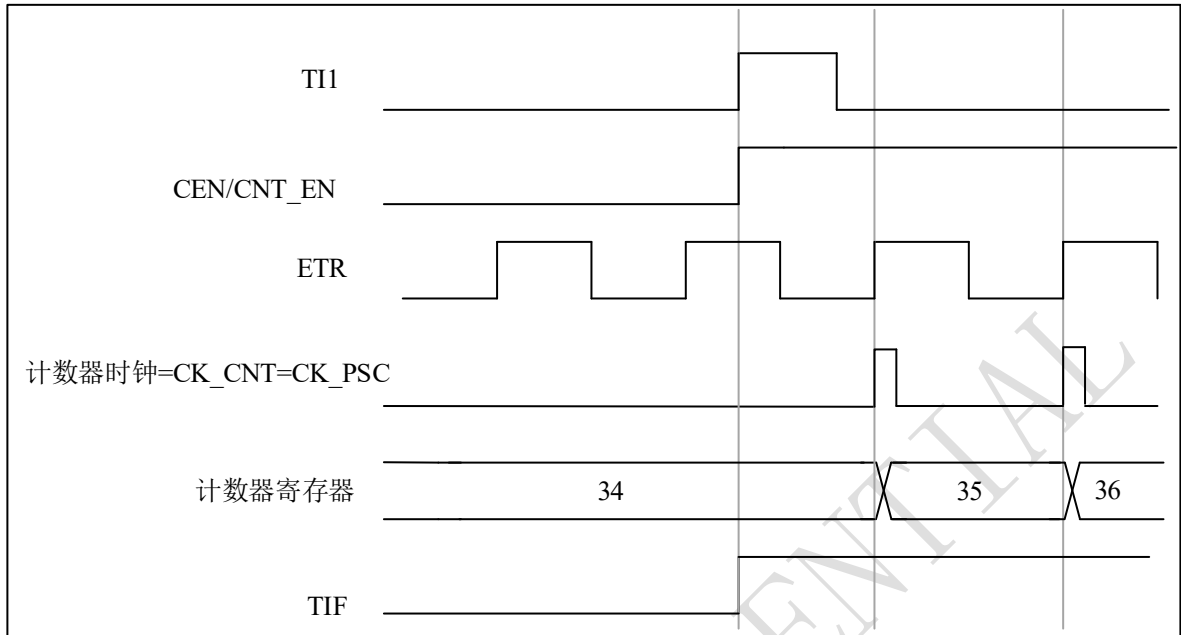 TI1
CEN/CNT_EN
ETR
计数器时钟=CK_CNT=CK_PSC
计数器寄存器 34 35 36
TIF
ENTIAL